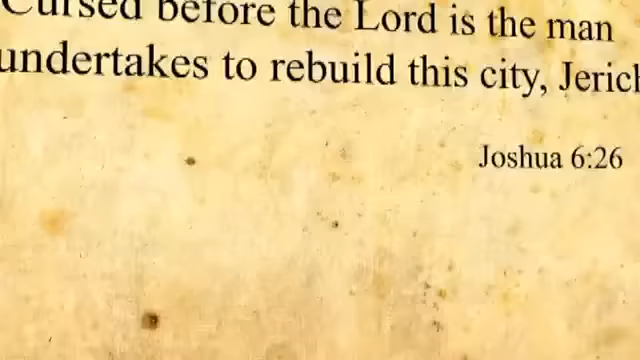 Cursed before the Lord is the man
undertakes to rebuild this city, Jerich
Joshua 6:26